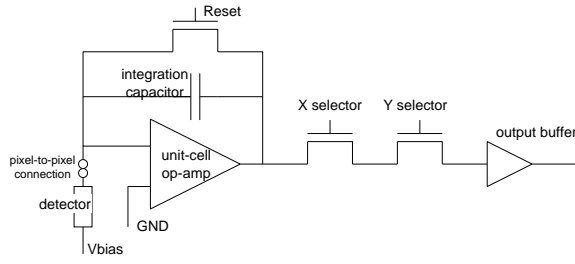 Reset
integration
capacitor
X selector
Y selector
output buffer
pixel-to-pixel
connection
unit-cell
op-amp
detector
GND
Vbias